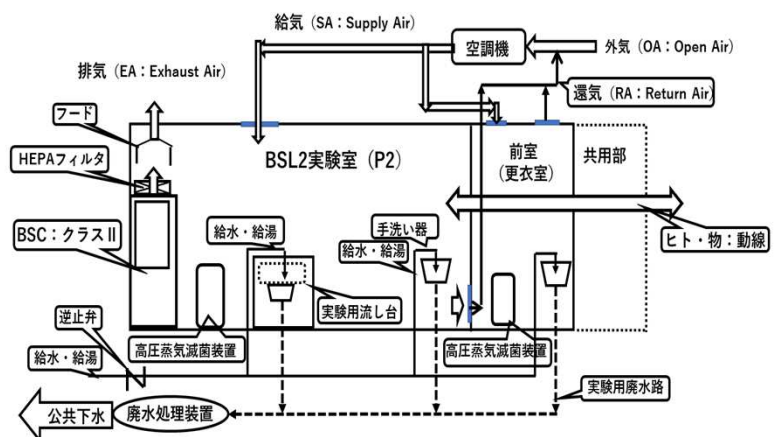 給気（SA：Supply Air）
空調機
外気（OA：Open Air）
排気（EA：Exhaust Air）
還気（RA：Return Air）
フード
HEPAフィルタ
BSL2実験室（P2）
前室
（更衣室）
共用部
BSC：クラスⅡ
給水・給湯
手洗い器
給水・給湯
ヒト・物：動線
実験用流し台
逆止弁
高圧蒸気滅菌装置
高圧蒸気滅菌装置
給水・給湯
実験用廃水路
公共下水
廃水処理装置